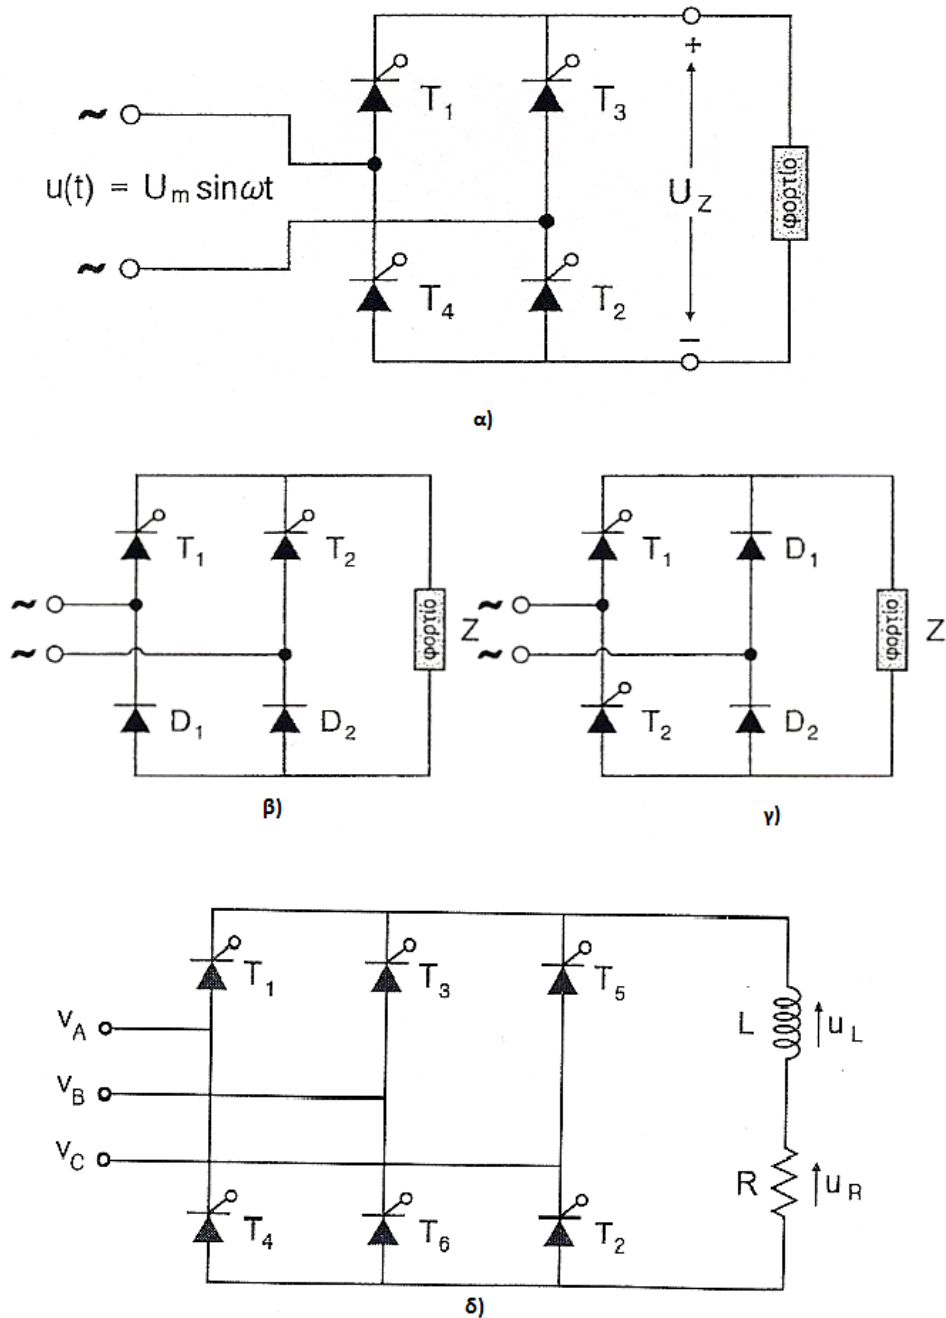 T1 T3
~
+
u(t) = Um sinωt
UZ
φορτίο
~
T4 T2
−
α)
T1 T2
T1 D1
~
φορτίο Z
~
φορτίο Z
~
~
D1 D2
T2 D2
β)
γ)
T1 T3 T5
VA
L uL
VB
VC
R uR
T4 T6 T2
δ)